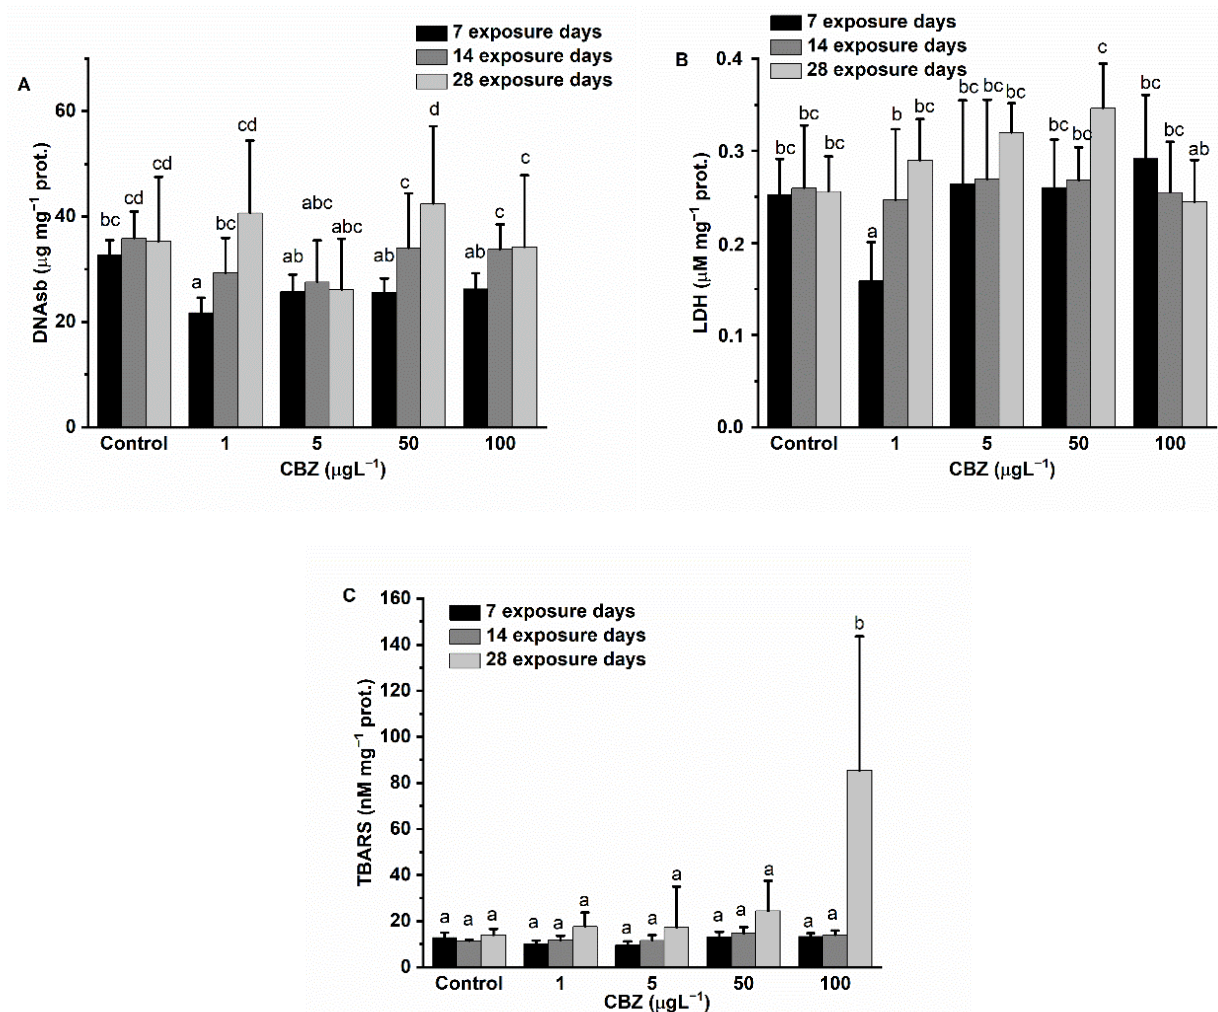 A
7 exposure days
14 exposure days
28 exposure days
DNAsb (μg mg⁻¹ prot.)
60
40
20
0
bc cd cd
a bc cd
ab abc abc
ab c d
ab c c
Control 1 5 50 100
CBZ (μgL⁻¹)
B
7 exposure days
14 exposure days
28 exposure days
LDH (μM mg⁻¹ prot.)
0.4
0.3
0.2
0.1
0.0
bc bc bc
a b bc
bc bc bc
bc bc c
bc bc ab
Control 1 5 50 100
CBZ (μgL⁻¹)
C
7 exposure days
14 exposure days
28 exposure days
TBARS (nM mg⁻¹ prot.)
160
140
120
100
80
60
40
20
0
a a a
a a a
a a a
a a a
a a b
Control 1 5 50 100
CBZ (μgL⁻¹)